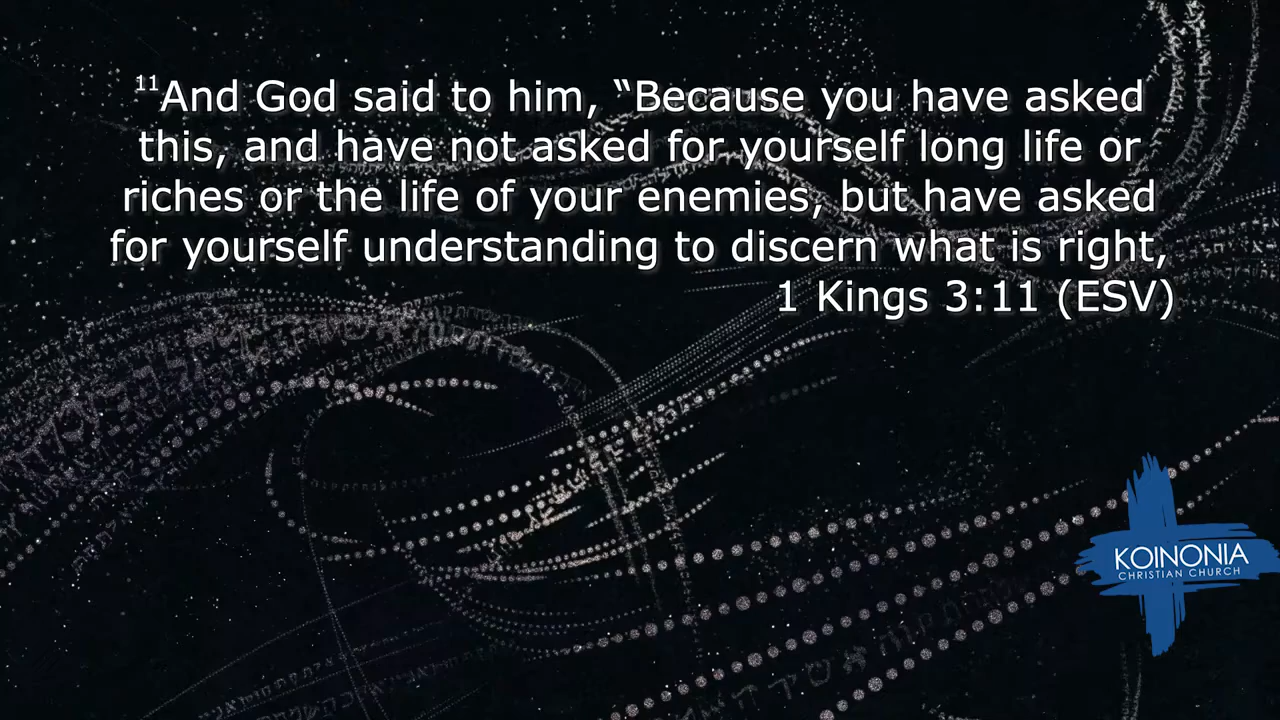 11And God said to him, “Because you have asked
this, and have not asked for yourself long life or
riches or the life of your enemies, but have asked
for yourself understanding to discern what is right,
1 Kings 3:11 (ESV)
KOINONIA
CHRISTIAN CHURCH